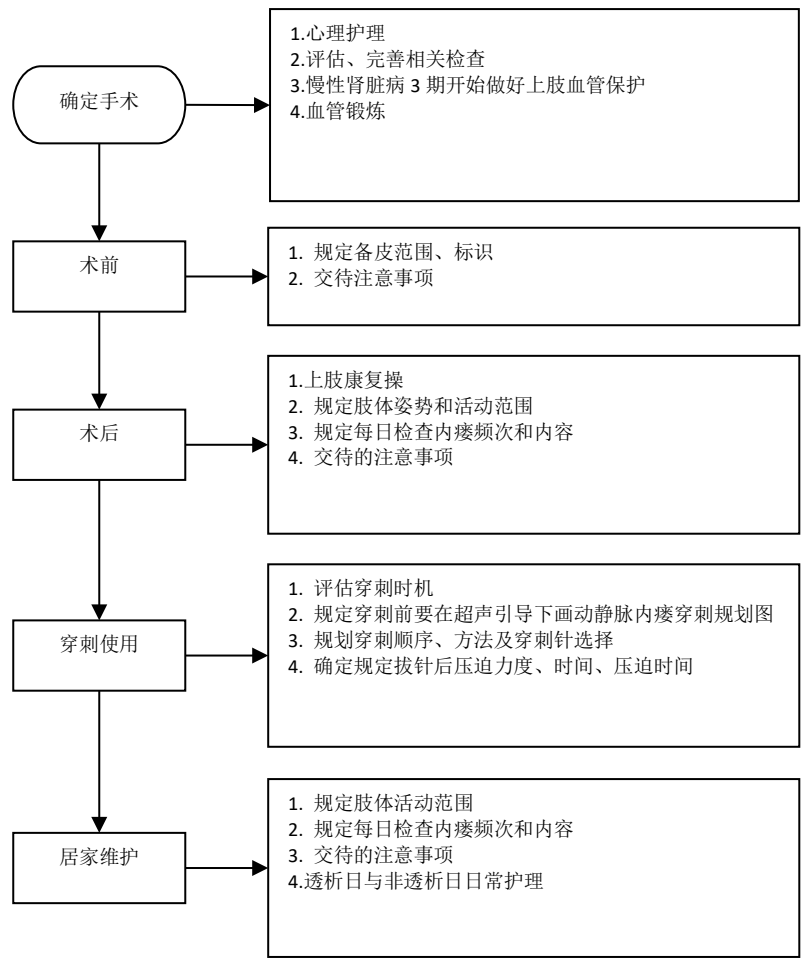 确定手术
1.心理护理
2.评估、完善相关检查
3.慢性肾脏病 3 期开始做好上肢血管保护
4.血管锻炼
术前
1. 规定备皮范围、标识
2. 交待注意事项
术后
1.上肢康复操
2. 规定肢体姿势和活动范围
3. 规定每日检查内瘘频次和内容
4. 交待的注意事项
穿刺使用
1. 评估穿刺时机
2. 规定穿刺前要在超声引导下画动静脉内瘘穿刺规划图
3. 规划穿刺顺序、方法及穿刺针选择
4. 确定规定拔针后压迫力度、时间、压迫时间
居家维护
1. 规定肢体活动范围
2. 规定每日检查内瘘频次和内容
3. 交待的注意事项
4.透析日与非透析日日常护理